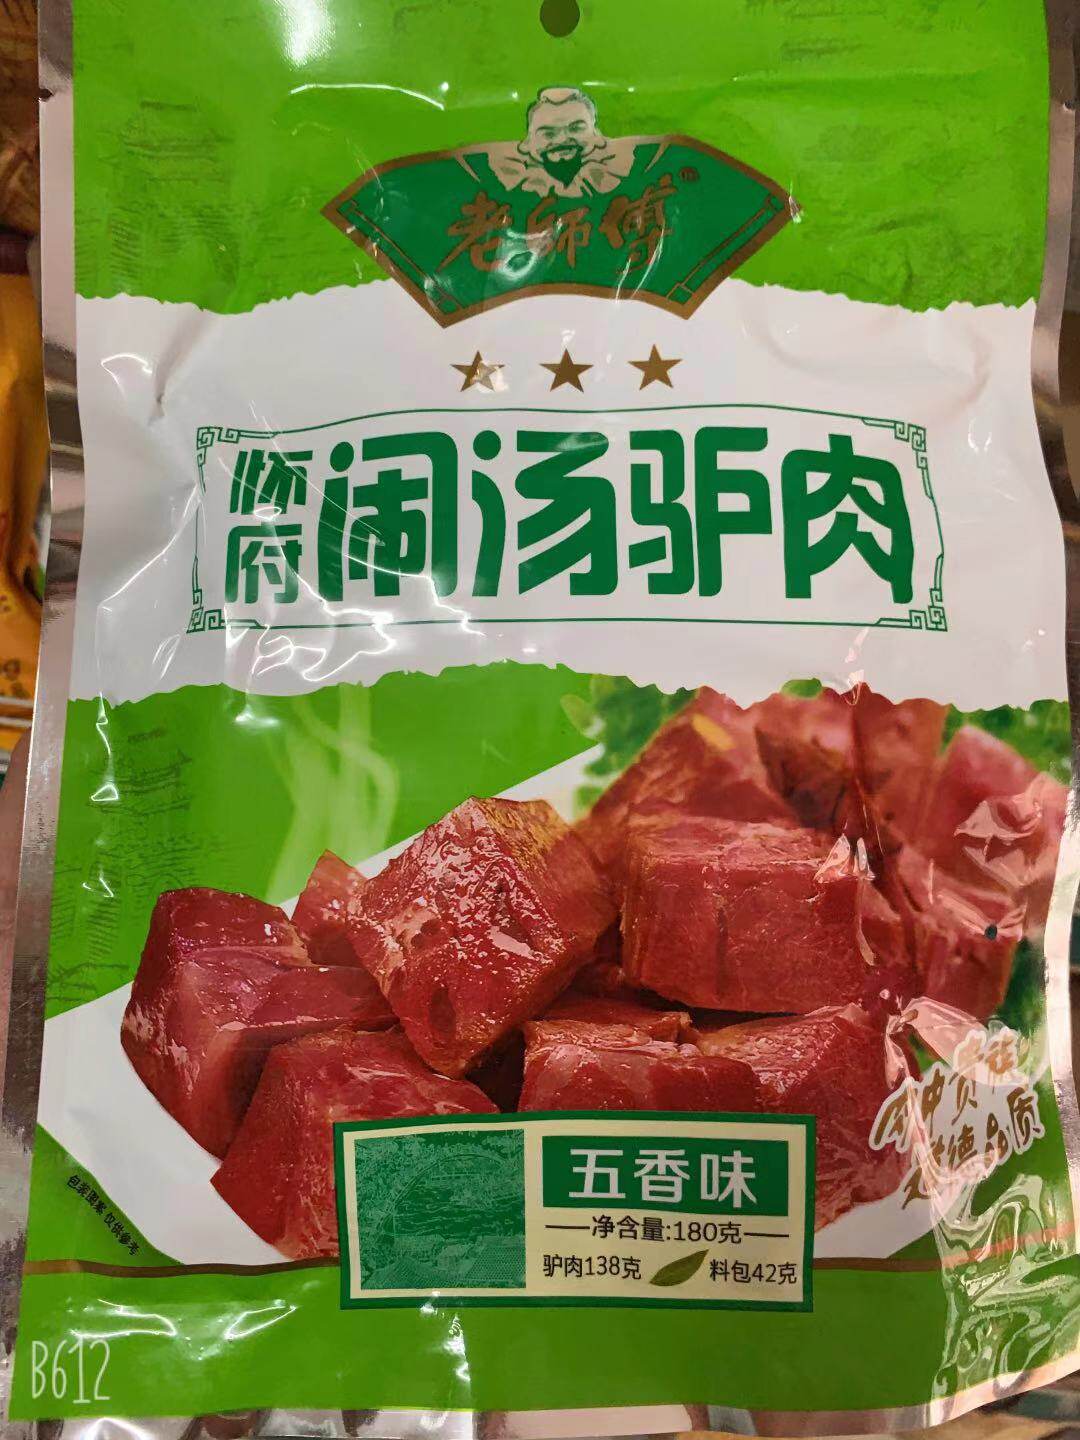 老师傅
怀府闹汤驴肉
五香味
净含量:180克
驴肉138克
料包42克
包装图案 仅供参考
品质
B612